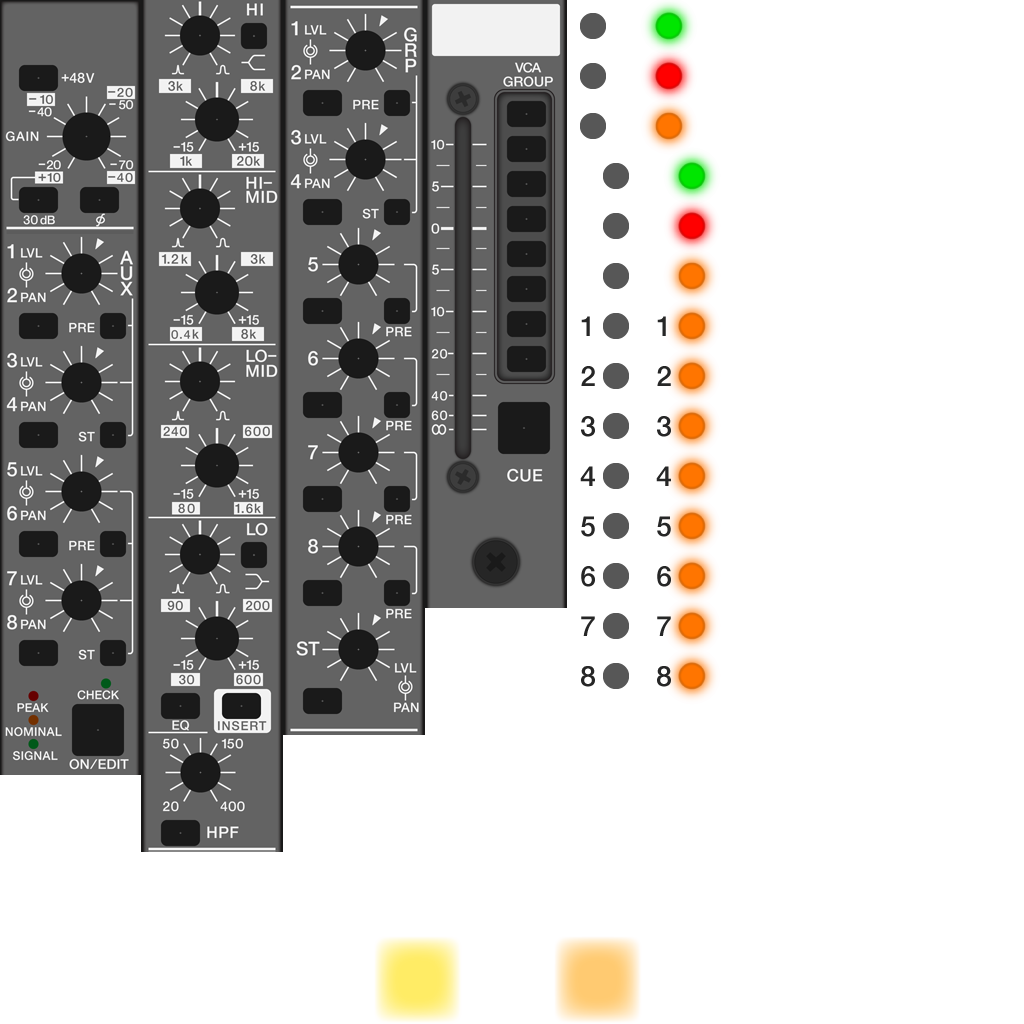 +48V
-10 -20
-40 -50
GAIN
-20 -70
+10 -40
30dB ø
1 LVL
2 PAN
AUX
PRE
3 LVL
4 PAN
ST
5 LVL
6 PAN
PRE
7 LVL
8 PAN
ST
CHECK
PEAK
NOMINAL
SIGNAL
ON/EDIT
HI
3k 8k
-15 +15
1k 20k
HI-
MID
1.2k 3k
-15 +15
0.4k 8k
LO-
MID
240 600
-15 +15
80 1.6k
LO
90 200
-15 +15
30 600
EQ INSERT
50 150
20 400
HPF
1 LVL
2 PAN
GRP
PRE
3 LVL
4 PAN
ST
5
PRE
6
PRE
7
PRE
8
PRE
ST
LVL
PAN
VCA
GROUP
10
5
0
5
10
20
40
60
∞
CUE
1 1
2 2
3 3
4 4
5 5
6 6
7 7
8 8